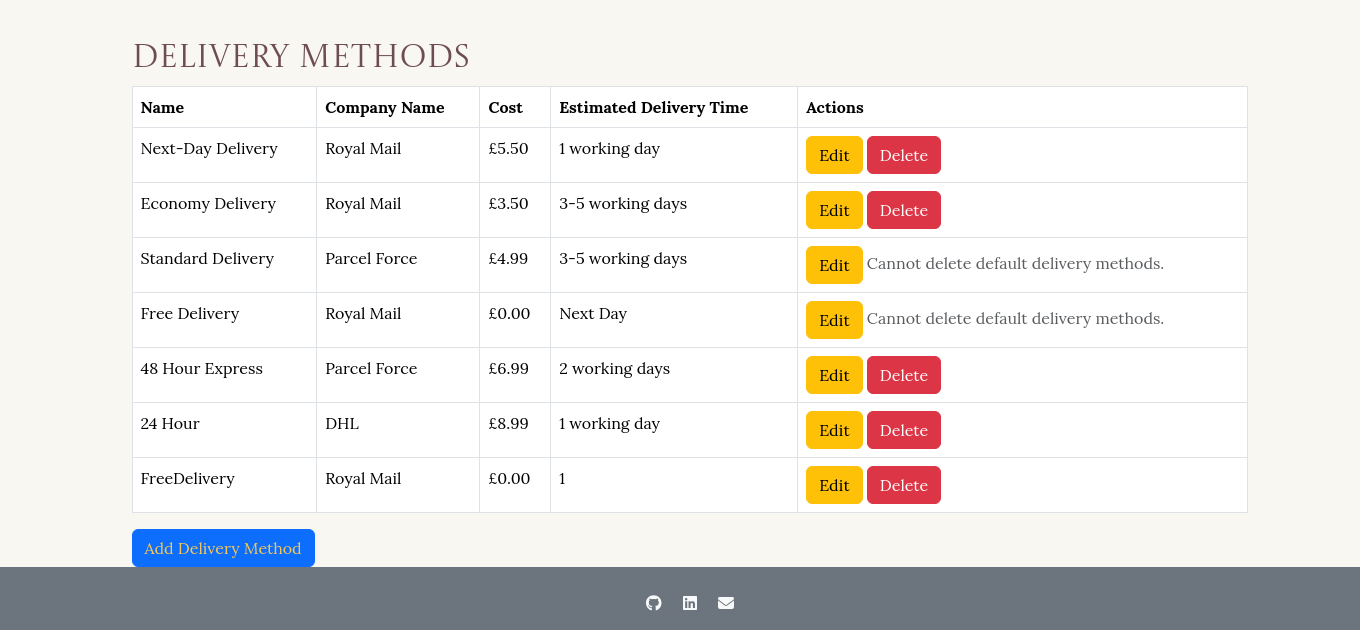 DELIVERY METHODS
Name Company Name Cost Estimated Delivery Time Actions
Next-Day Delivery Royal Mail £5.50 1 working day Edit Delete
Economy Delivery Royal Mail £3.50 3-5 working days Edit Delete
Standard Delivery Parcel Force £4.99 3-5 working days Edit Cannot delete default delivery methods.
Free Delivery Royal Mail £0.00 Next Day Edit Cannot delete default delivery methods.
48 Hour Express Parcel Force £6.99 2 working days Edit Delete
24 Hour DHL £8.99 1 working day Edit Delete
FreeDelivery Royal Mail £0.00 1 Edit Delete
Add Delivery Method